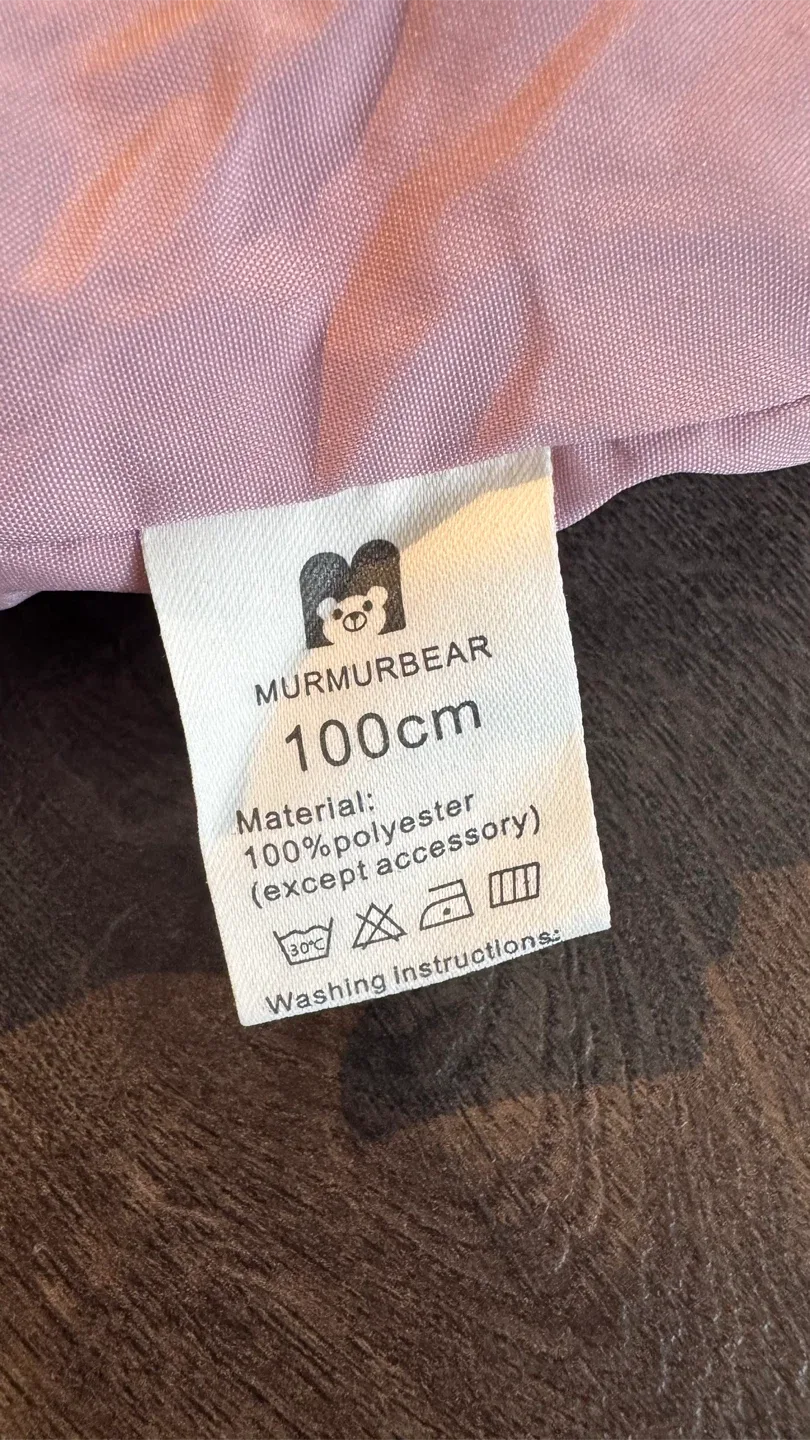 MURMURBEAR
100cm
Material:
100%polyester
(except accessory)
30°C
Washing instructions: